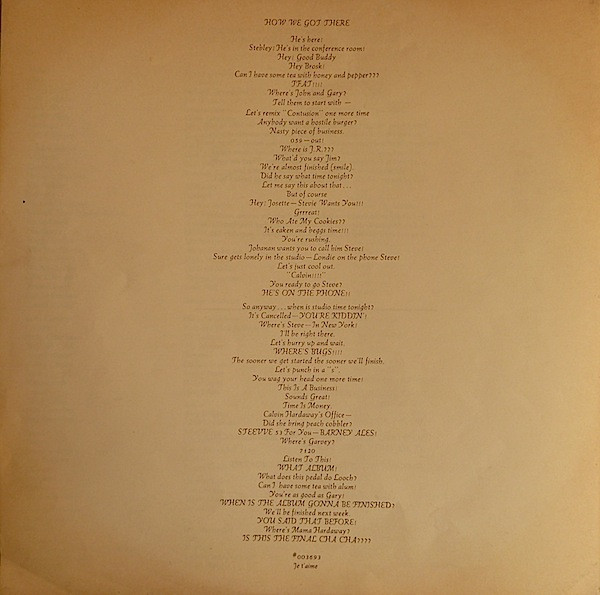 HOW WE GOT THERE
He's here!
Stebley: He's in the conference room!
Hey: Good Buddy
Hey Brosk!
Can I have some tea with honey and pepper???
TFAT!!!!
Where's John and Gary?
Tell them to start with —
Let's remix "Contusion" one more time
Anybody want a hostile burger?
Nasty piece of business.
039 — out!
Where is J.R.???
What'd you say Jim?
We're almost finished (smile).
Did he say what time tonight?
Let me say this about that...
But of course
Hey: Josette — Stevie Wants You!!!
Grrreat!
Who Ate My Cookies??
It's eaken and beggs time!!!
You're rushing.
Johanan wants you to call him Steve!
Sure gets lonely in the studio — Londie on the phone Steve!
Let's just cool out.
"Calvin!!!!"
You ready to go Steve?
HE'S ON THE PHONE!!
So anyway... when is studio time tonight?
It's Cancelled — YOU'RE KIDDIN'!
Where's Steve — In New York!
I'll be right there.
Let's hurry up and wait.
WHERE'S BUGS!!!!
The sooner we get started the sooner we'll finish.
Let's punch in a "s".
You wag your head one more time!
This Is A Business!
Sounds Great!
Time Is Money.
Calvin Hardaway's Office —
Did she bring peach cobbler?
STEEVVE 53 For You — BARNEY ALES!
Where's Garvey?
7120
Listen To This!
WHAT ALBUM!
What does this pedal do Looch?
Can I have some tea with alum!
You're as good as Gary!
WHEN IS THE ALBUM GONNA BE FINISHED?
We'll be finished next week.
YOU SAID THAT BEFORE!
Where's Mama Hardaway?
IS THIS THE FINAL CHA CHA????
#003693
Je t'aime